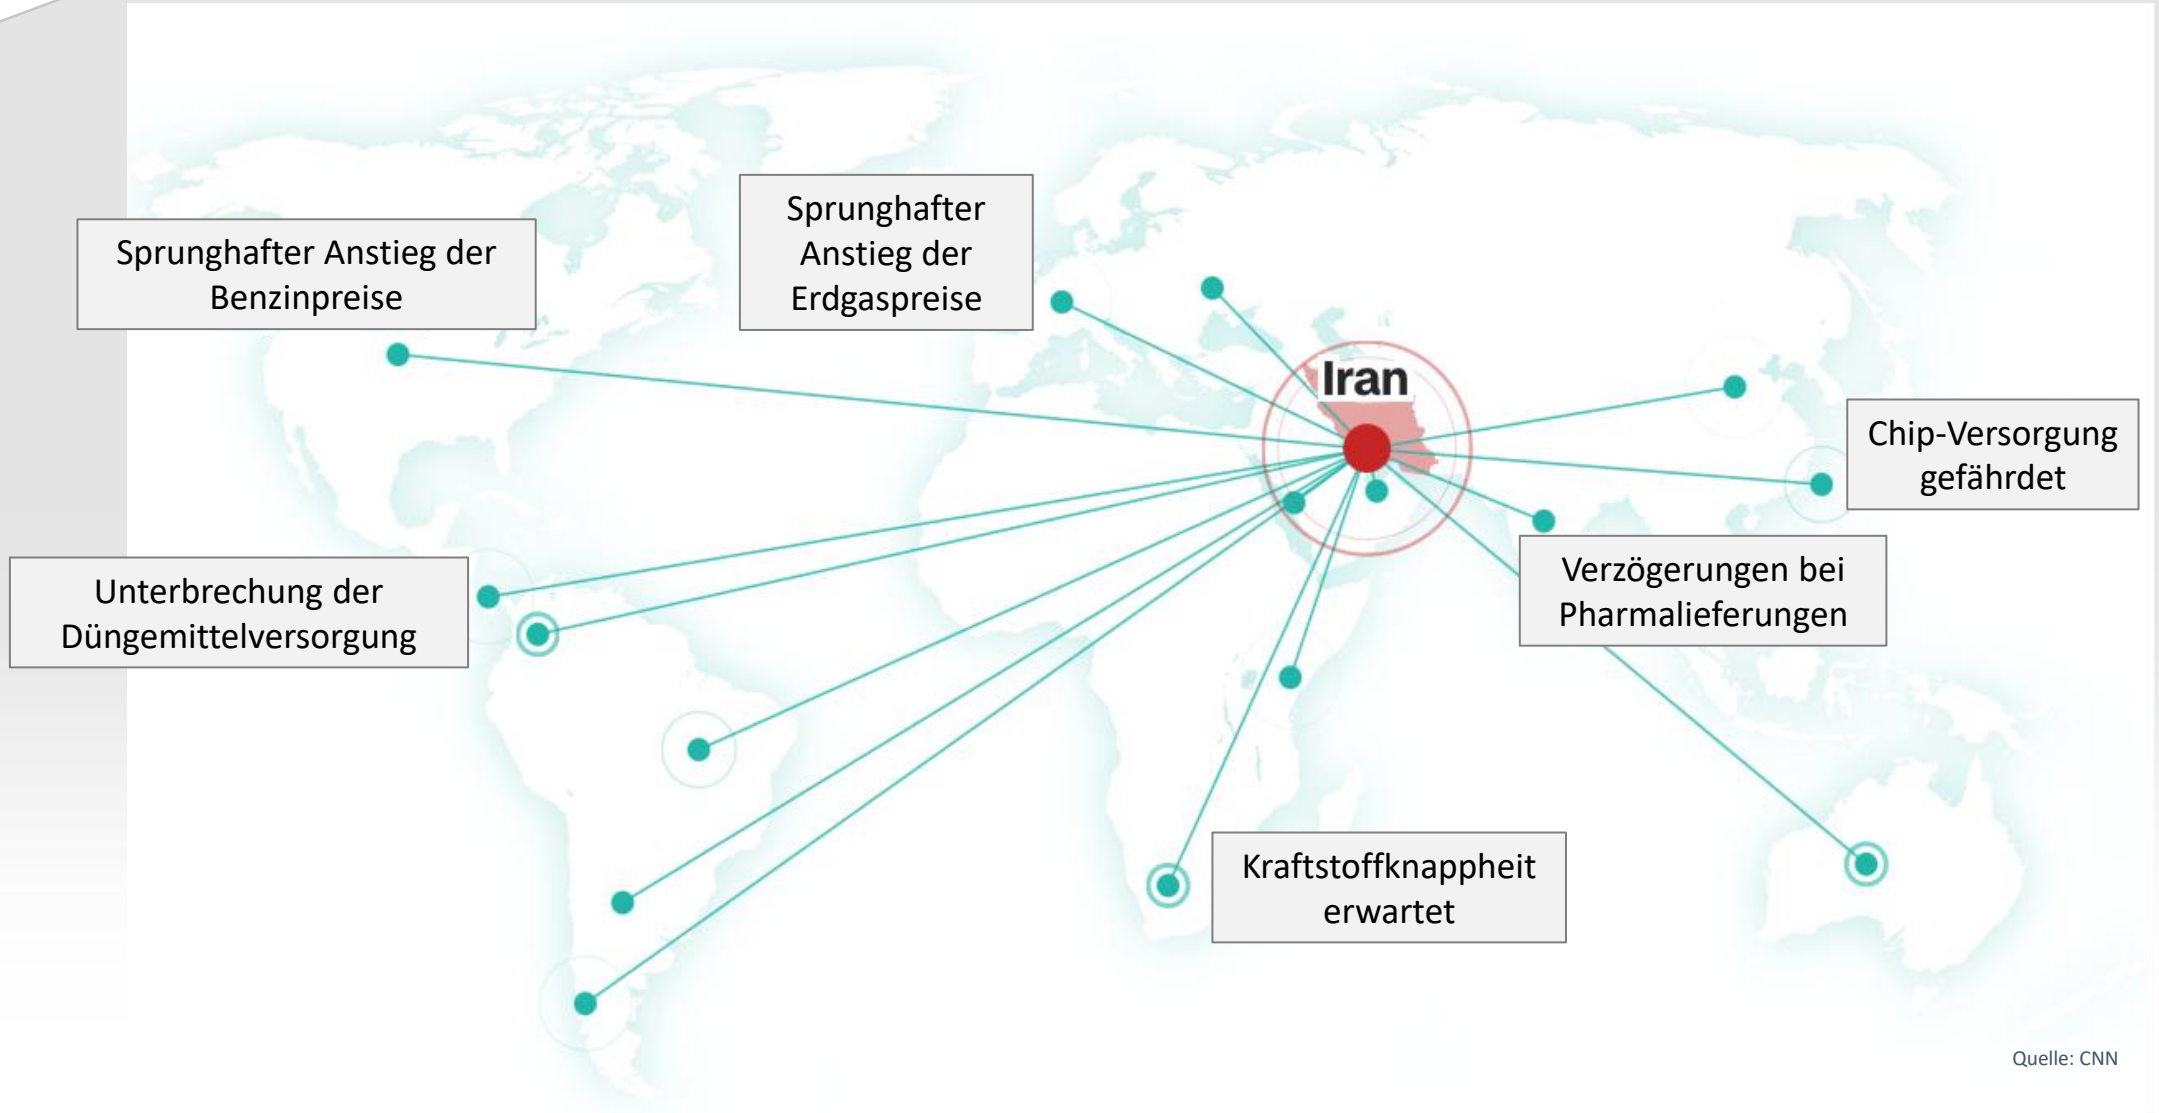 Sprunghafter Anstieg der
Benzinpreise
Sprunghafter
Anstieg der
Erdgaspreise
Iran
Chip-Versorgung
gefährdet
Unterbrechung der
Düngemittelversorgung
Verzögerungen bei
Pharmalieferungen
Kraftstoffknappheit
erwartet
Quelle: CNN